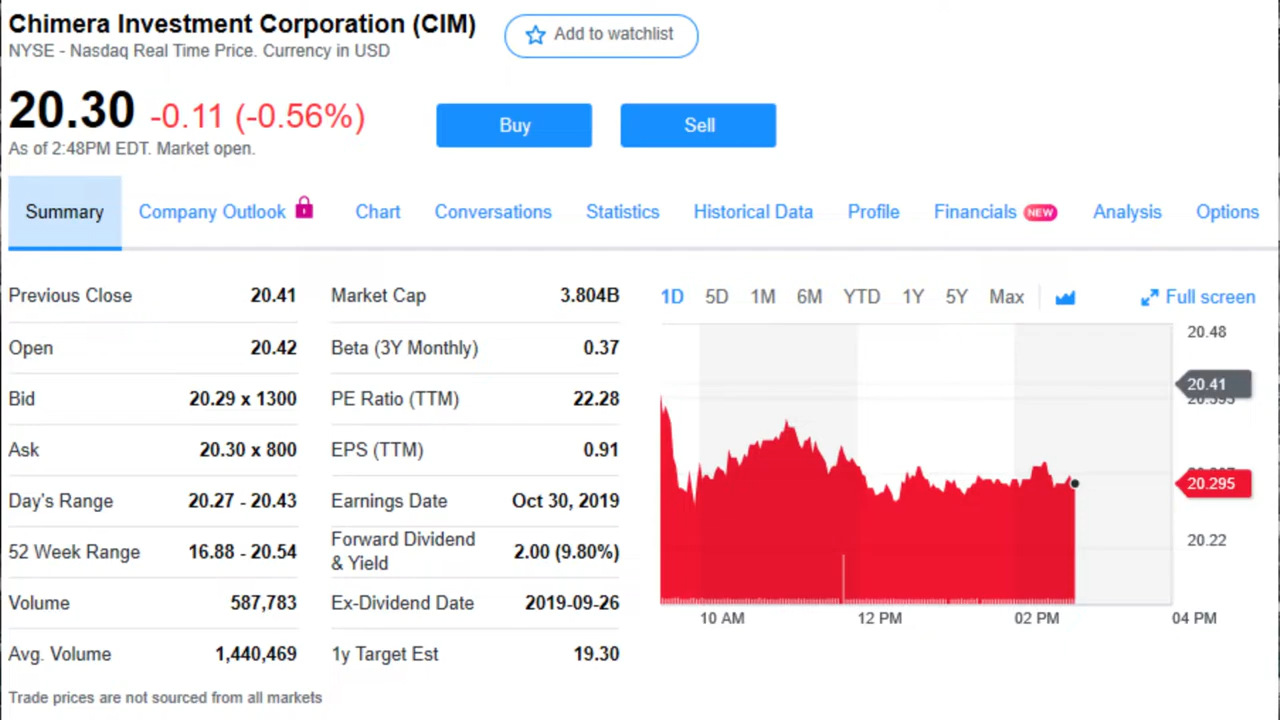 Chimera Investment Corporation (CIM)
Add to watchlist
NYSE - Nasdaq Real Time Price. Currency in USD
20.30 -0.11 (-0.56%)
Buy
Sell
As of 2:48PM EDT. Market open.
Summary Company Outlook Chart Conversations Statistics Historical Data Profile Financials NEW Analysis Options
Previous Close 20.41
Open 20.42
Bid 20.29 x 1300
Ask 20.30 x 800
Day's Range 20.27 - 20.43
52 Week Range 16.88 - 20.54
Volume 587,783
Avg. Volume 1,440,469
Market Cap 3.804B
Beta (3Y Monthly) 0.37
PE Ratio (TTM) 22.28
EPS (TTM) 0.91
Earnings Date Oct 30, 2019
Forward Dividend
& Yield 2.00 (9.80%)
Ex-Dividend Date 2019-09-26
1y Target Est 19.30
1D 5D 1M 6M YTD 1Y 5Y Max Full screen
20.48
20.41
20.295
20.22
10 AM 12 PM 02 PM 04 PM
Trade prices are not sourced from all markets